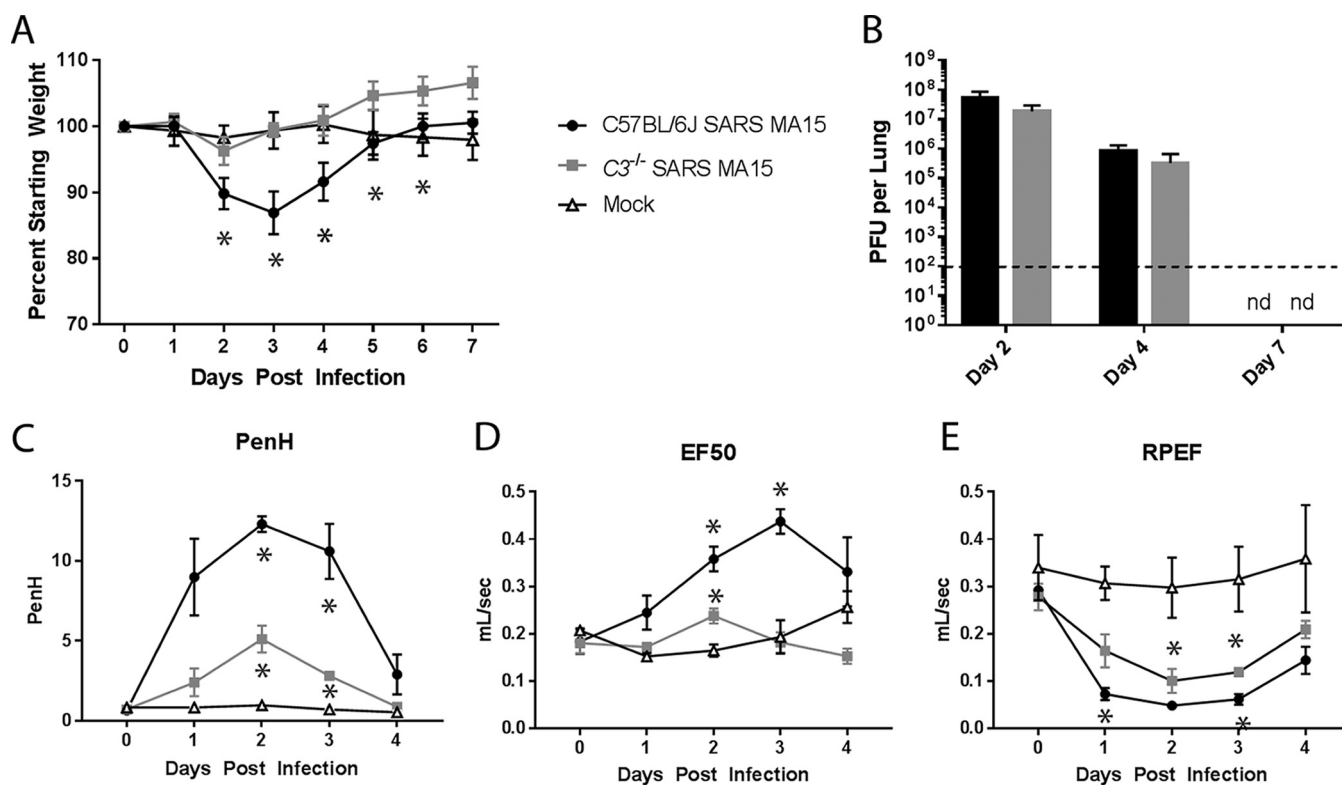 A
Percent Starting Weight
110
100
90
80
70
0 1 2 3 4 5 6 7
Days Post Infection
* * * * *
C57BL/6J SARS MA15
C3-/- SARS MA15
Mock
B
PFU per Lung
10⁹
10⁸
10⁷
10⁶
10⁵
10⁴
10³
10²
10¹
10⁰
nd nd
Day 2 Day 4 Day 7
C
PenH
PenH
15
10
5
0
* *
* *
0 1 2 3 4
Days Post Infection
D
EF50
mL/sec
0.5
0.4
0.3
0.2
0.1
0.0
* *
*
0 1 2 3 4
Days Post Infection
E
RPEF
mL/sec
0.5
0.4
0.3
0.2
0.1
0.0
* *
* *
0 1 2 3 4
Days Post Infection